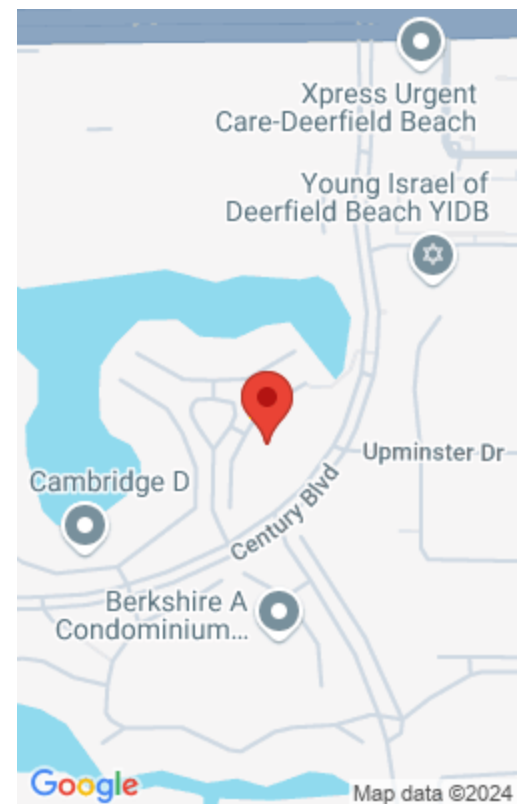 Xpress Urgent
Care-Deerfield Beach
Young Israel of
Deerfield Beach YIDB
Upminster Dr
Cambridge D
Century Blvd
Berkshire A
Condominium...
Google
Map data ©2024